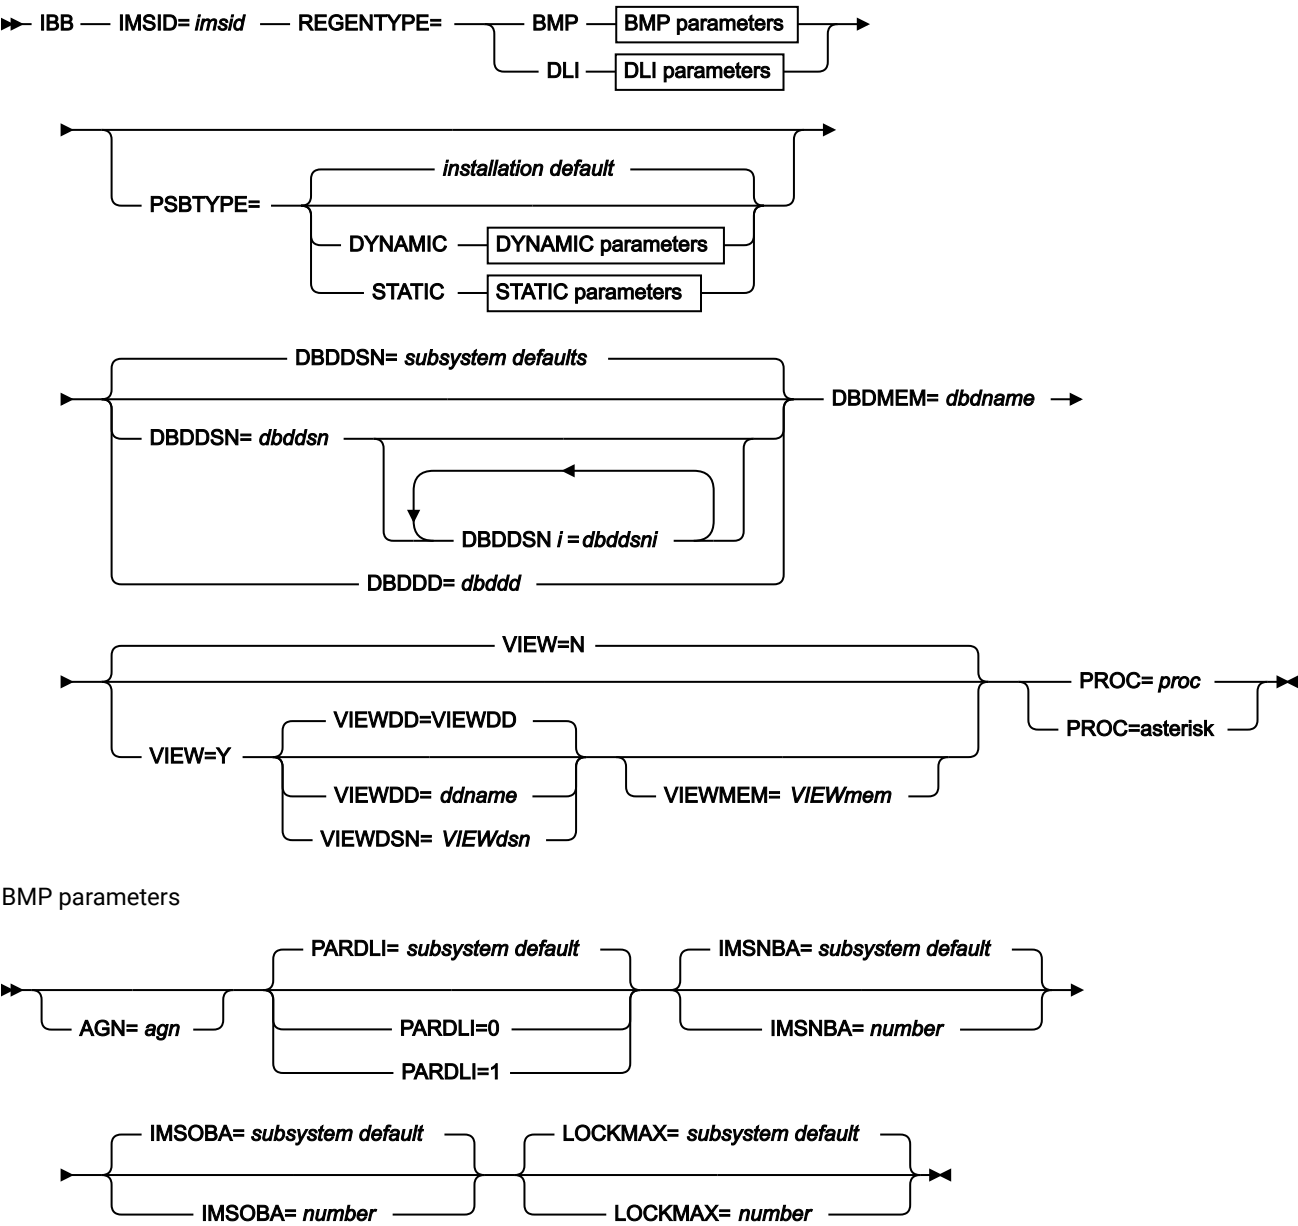 IBB IMSID= imsid REGENTYPE= BMP BMP parameters
DLI DLI parameters
installation default
PSBTYPE=
DYNAMIC DYNAMIC parameters
STATIC STATIC parameters
DBDDSN= subsystem defaults
DBDMEM= dbdname
DBDDSN= dbddsn
DBDDSN i =dbddsni
DBDDD= dbddd
VIEW=N
PROC= proc
VIEWDD=VIEWDD
PROC=asterisk
VIEW=Y
VIEWDD= ddname VIEWMEM= VIEWmem
VIEWDSN= VIEWdsn
BMP parameters
PARDLI= subsystem default IMSNBA= subsystem default
AGN= agn PARDLI=0 IMSNBA= number
PARDLI=1
IMSOBA= subsystem default LOCKMAX= subsystem default
IMSOBA= number LOCKMAX= number